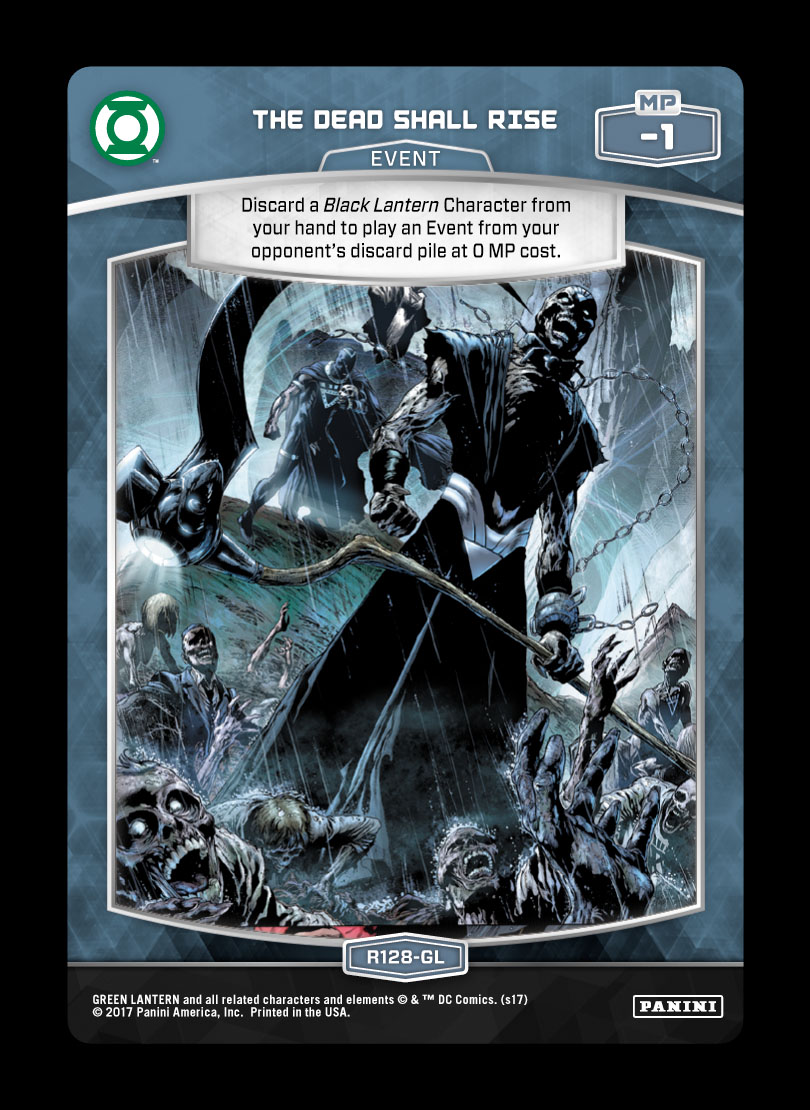 THE DEAD SHALL RISE
MP
-1
EVENT
Discard a Black Lantern Character from
your hand to play an Event from your
opponent's discard pile at 0 MP cost.
R128-GL
GREEN LANTERN and all related characters and elements © & ™ DC Comics. (s17)
© 2017 Panini America, Inc. Printed in the USA.
PANINI